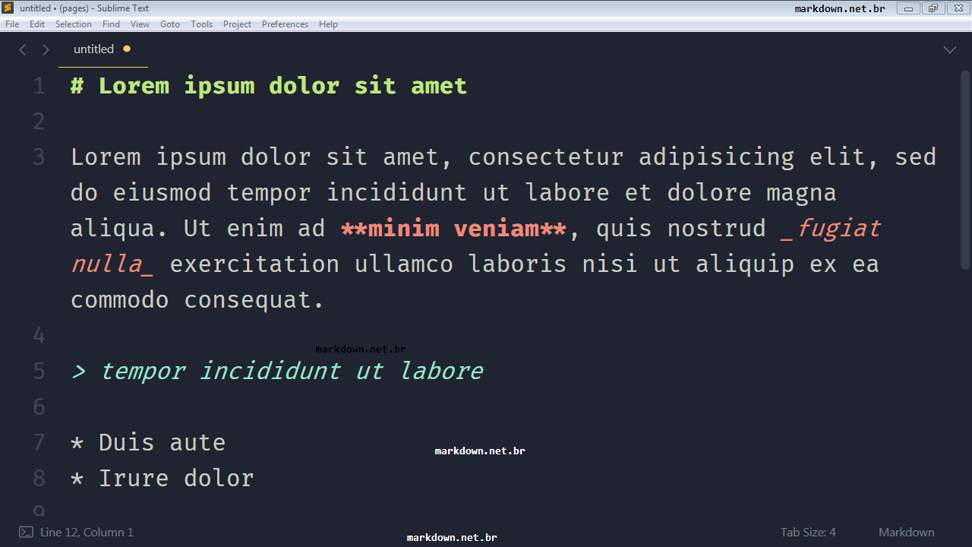 untitled • (pages) - Sublime Text
markdown.net.br
File Edit Selection Find View Goto Tools Project Preferences Help
untitled
1 # Lorem ipsum dolor sit amet
2
3 Lorem ipsum dolor sit amet, consectetur adipisicing elit, sed
do eiusmod tempor incididunt ut labore et dolore magna
aliqua. Ut enim ad **minim veniam**, quis nostrud _fugiat
nulla_ exercitation ullamco laboris nisi ut aliquip ex ea
commodo consequat.
4
markdown.net.br
5 > tempor incididunt ut labore
6
7 * Duis aute
markdown.net.br
8 * Irure dolor
9
Line 12, Column 1
markdown.net.br
Tab Size: 4
Markdown